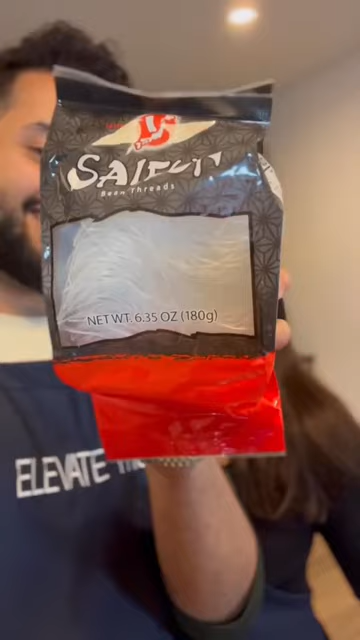 SAIFUN
Bean Threads
NET WT. 6.35 OZ (180g)
ELEVATE